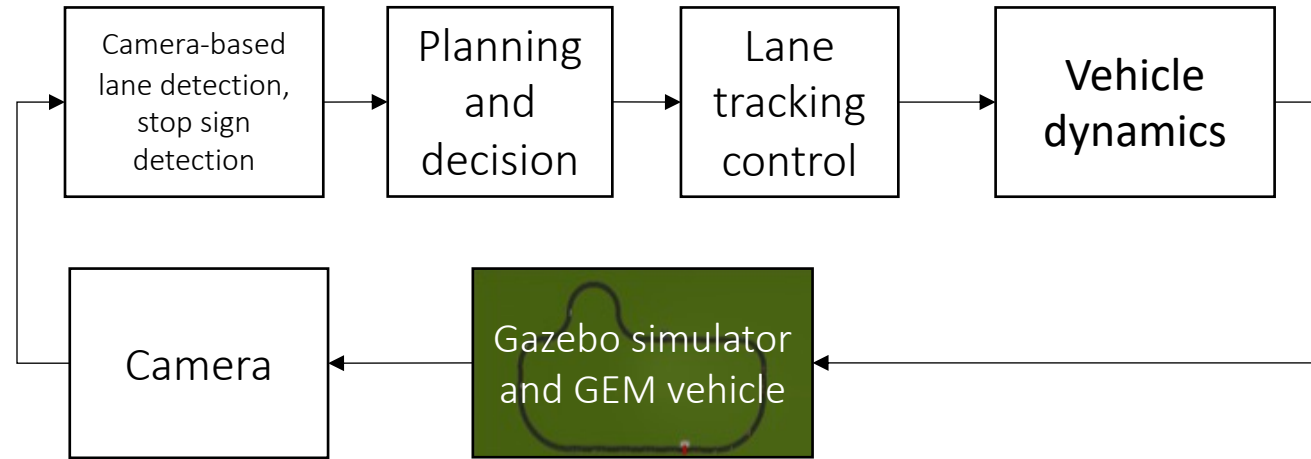 Camera-based
lane detection,
stop sign
detection
Planning
and
decision
Lane
tracking
control
Vehicle
dynamics
Camera
Gazebo simulator
and GEM vehicle